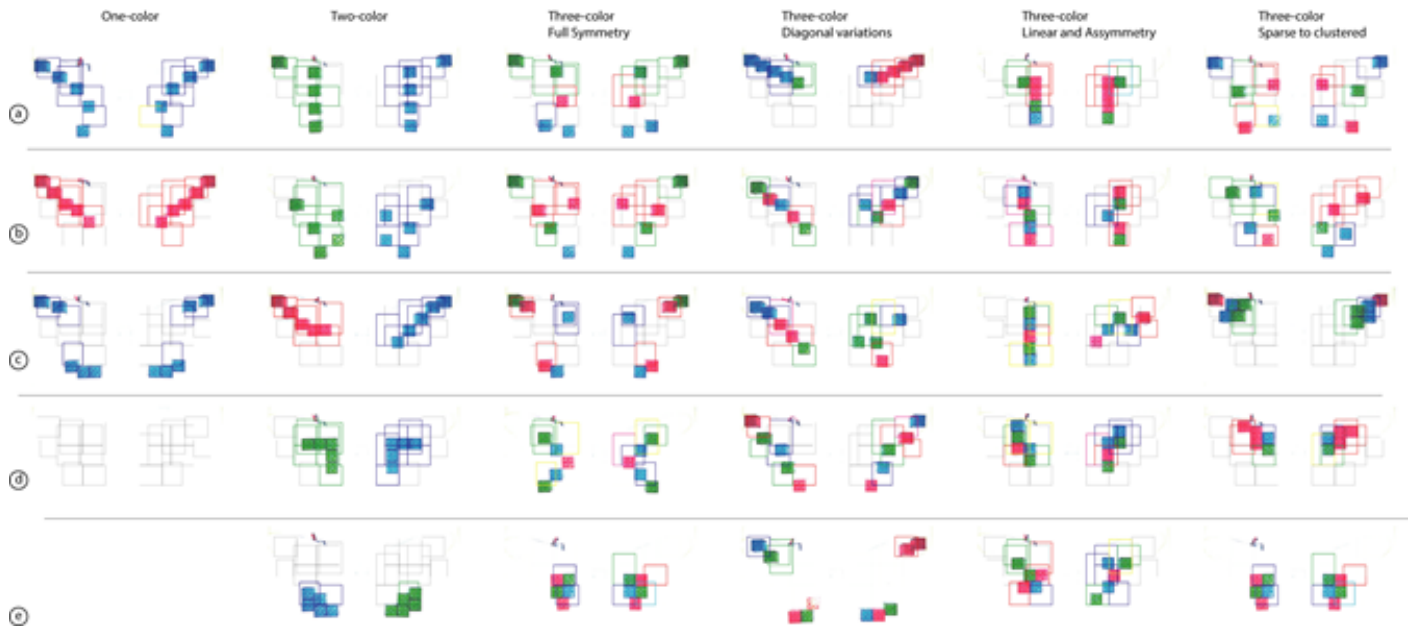 One-color
Two-color
Three-color
Full Symmetry
Three-color
Diagonal variations
Three-color
Linear and Assymmetry
Three-color
Sparse to clustered
a
b
c
d
e